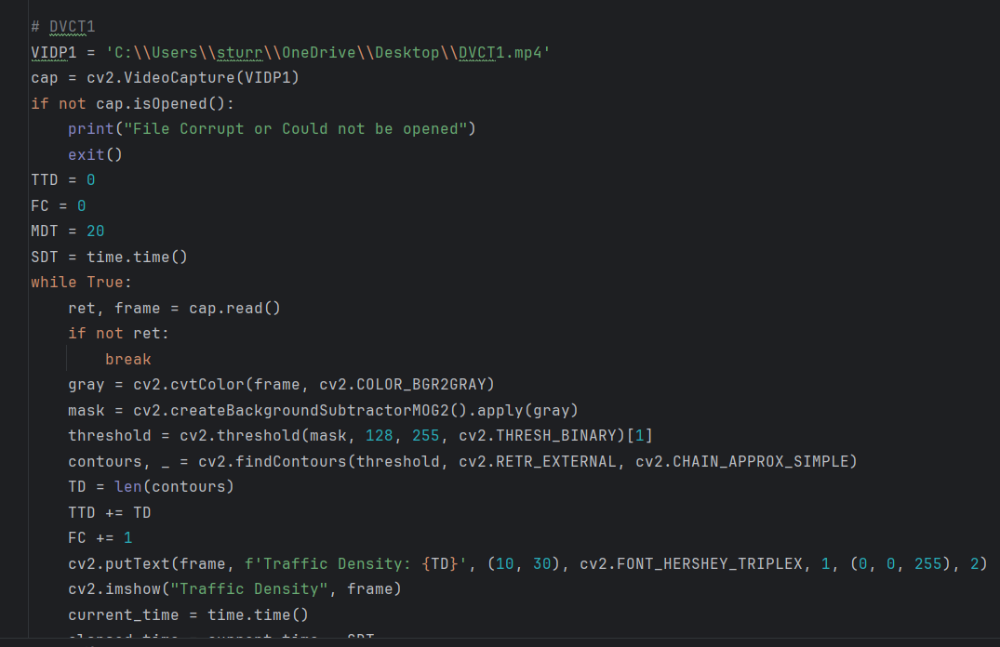 # DVCT1
VIDP1 = 'C:\\Users\\sturr\\OneDrive\\Desktop\\DVCT1.mp4'
cap = cv2.VideoCapture(VIDP1)
if not cap.isOpened():
    print("File Corrupt or Could not be opened")
    exit()
TTD = 0
FC = 0
MDT = 20
SDT = time.time()
while True:
    ret, frame = cap.read()
    if not ret:
        break
    gray = cv2.cvtColor(frame, cv2.COLOR_BGR2GRAY)
    mask = cv2.createBackgroundSubtractorMOG2().apply(gray)
    threshold = cv2.threshold(mask, 128, 255, cv2.THRESH_BINARY)[1]
    contours, _ = cv2.findContours(threshold, cv2.RETR_EXTERNAL, cv2.CHAIN_APPROX_SIMPLE)
    TD = len(contours)
    TTD += TD
    FC += 1
    cv2.putText(frame, f'Traffic Density: {TD}', (10, 30), cv2.FONT_HERSHEY_TRIPLEX, 1, (0, 0, 255), 2)
    cv2.imshow("Traffic Density", frame)
    current_time = time.time()
    elapsed_time = current_time - SDT